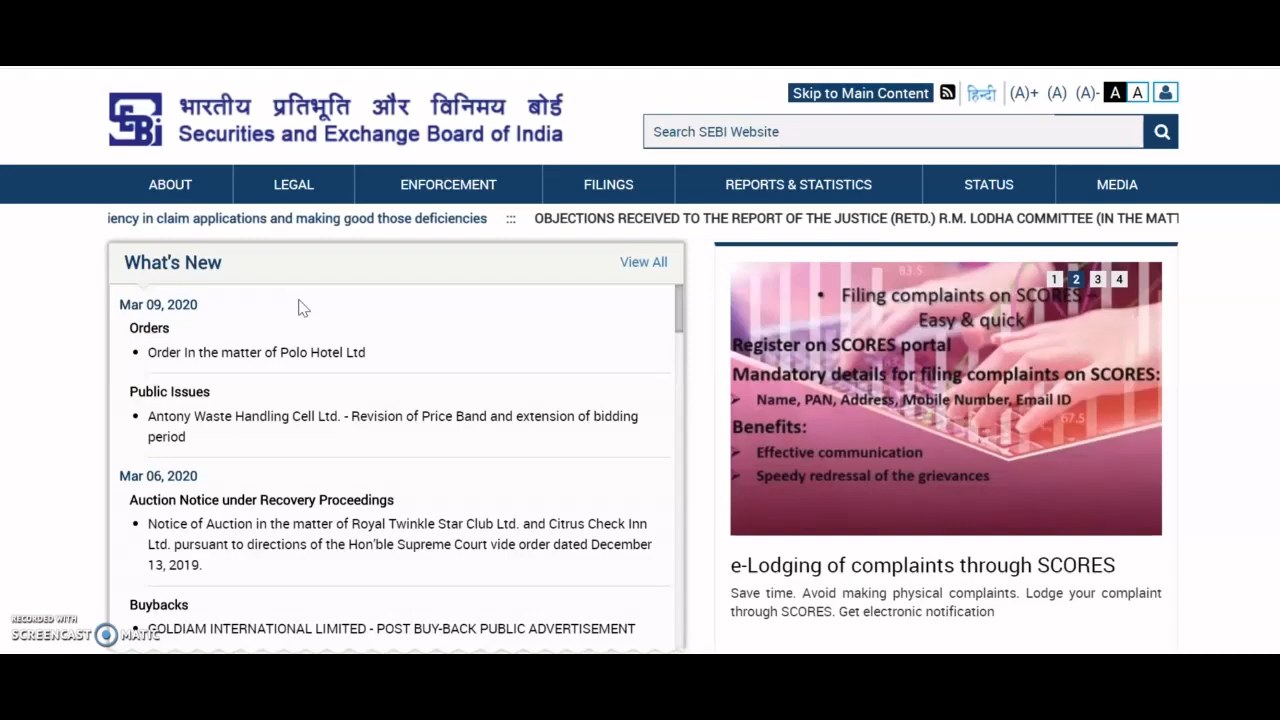 SEBI
भारतीय प्रतिभूति और विनिमय बोर्ड
Securities and Exchange Board of India
Skip to Main Content
हिन्दी
(A)+ (A) (A)- A A
Search SEBI Website
ABOUT LEGAL ENFORCEMENT FILINGS REPORTS & STATISTICS STATUS MEDIA
iency in claim applications and making good those deficiencies ::: OBJECTIONS RECEIVED TO THE REPORT OF THE JUSTICE (RETD.) R.M. LODHA COMMITTEE (IN THE MATT
What's New
View All
Mar 09, 2020
Orders
• Order In the matter of Polo Hotel Ltd
Public Issues
• Antony Waste Handling Cell Ltd. - Revision of Price Band and extension of bidding
period
Mar 06, 2020
Auction Notice under Recovery Proceedings
• Notice of Auction in the matter of Royal Twinkle Star Club Ltd. and Citrus Check Inn
Ltd. pursuant to directions of the Hon'ble Supreme Court vide order dated December
13, 2019.
Buybacks
• GOLDIAM INTERNATIONAL LIMITED - POST BUY-BACK PUBLIC ADVERTISEMENT
83.5
1 2 3 4
• Filing complaints on SCORES –
Easy & quick
Register on SCORES portal
Mandatory details for filing complaints on SCORES:
Name, PAN, Address, Mobile Number, Email ID
67.5
Benefits:
Effective communication
Speedy redressal of the grievances
e-Lodging of complaints through SCORES
Save time. Avoid making physical complaints. Lodge your complaint
through SCORES. Get electronic notification
RECORDED WITH
SCREENCAST MATIC